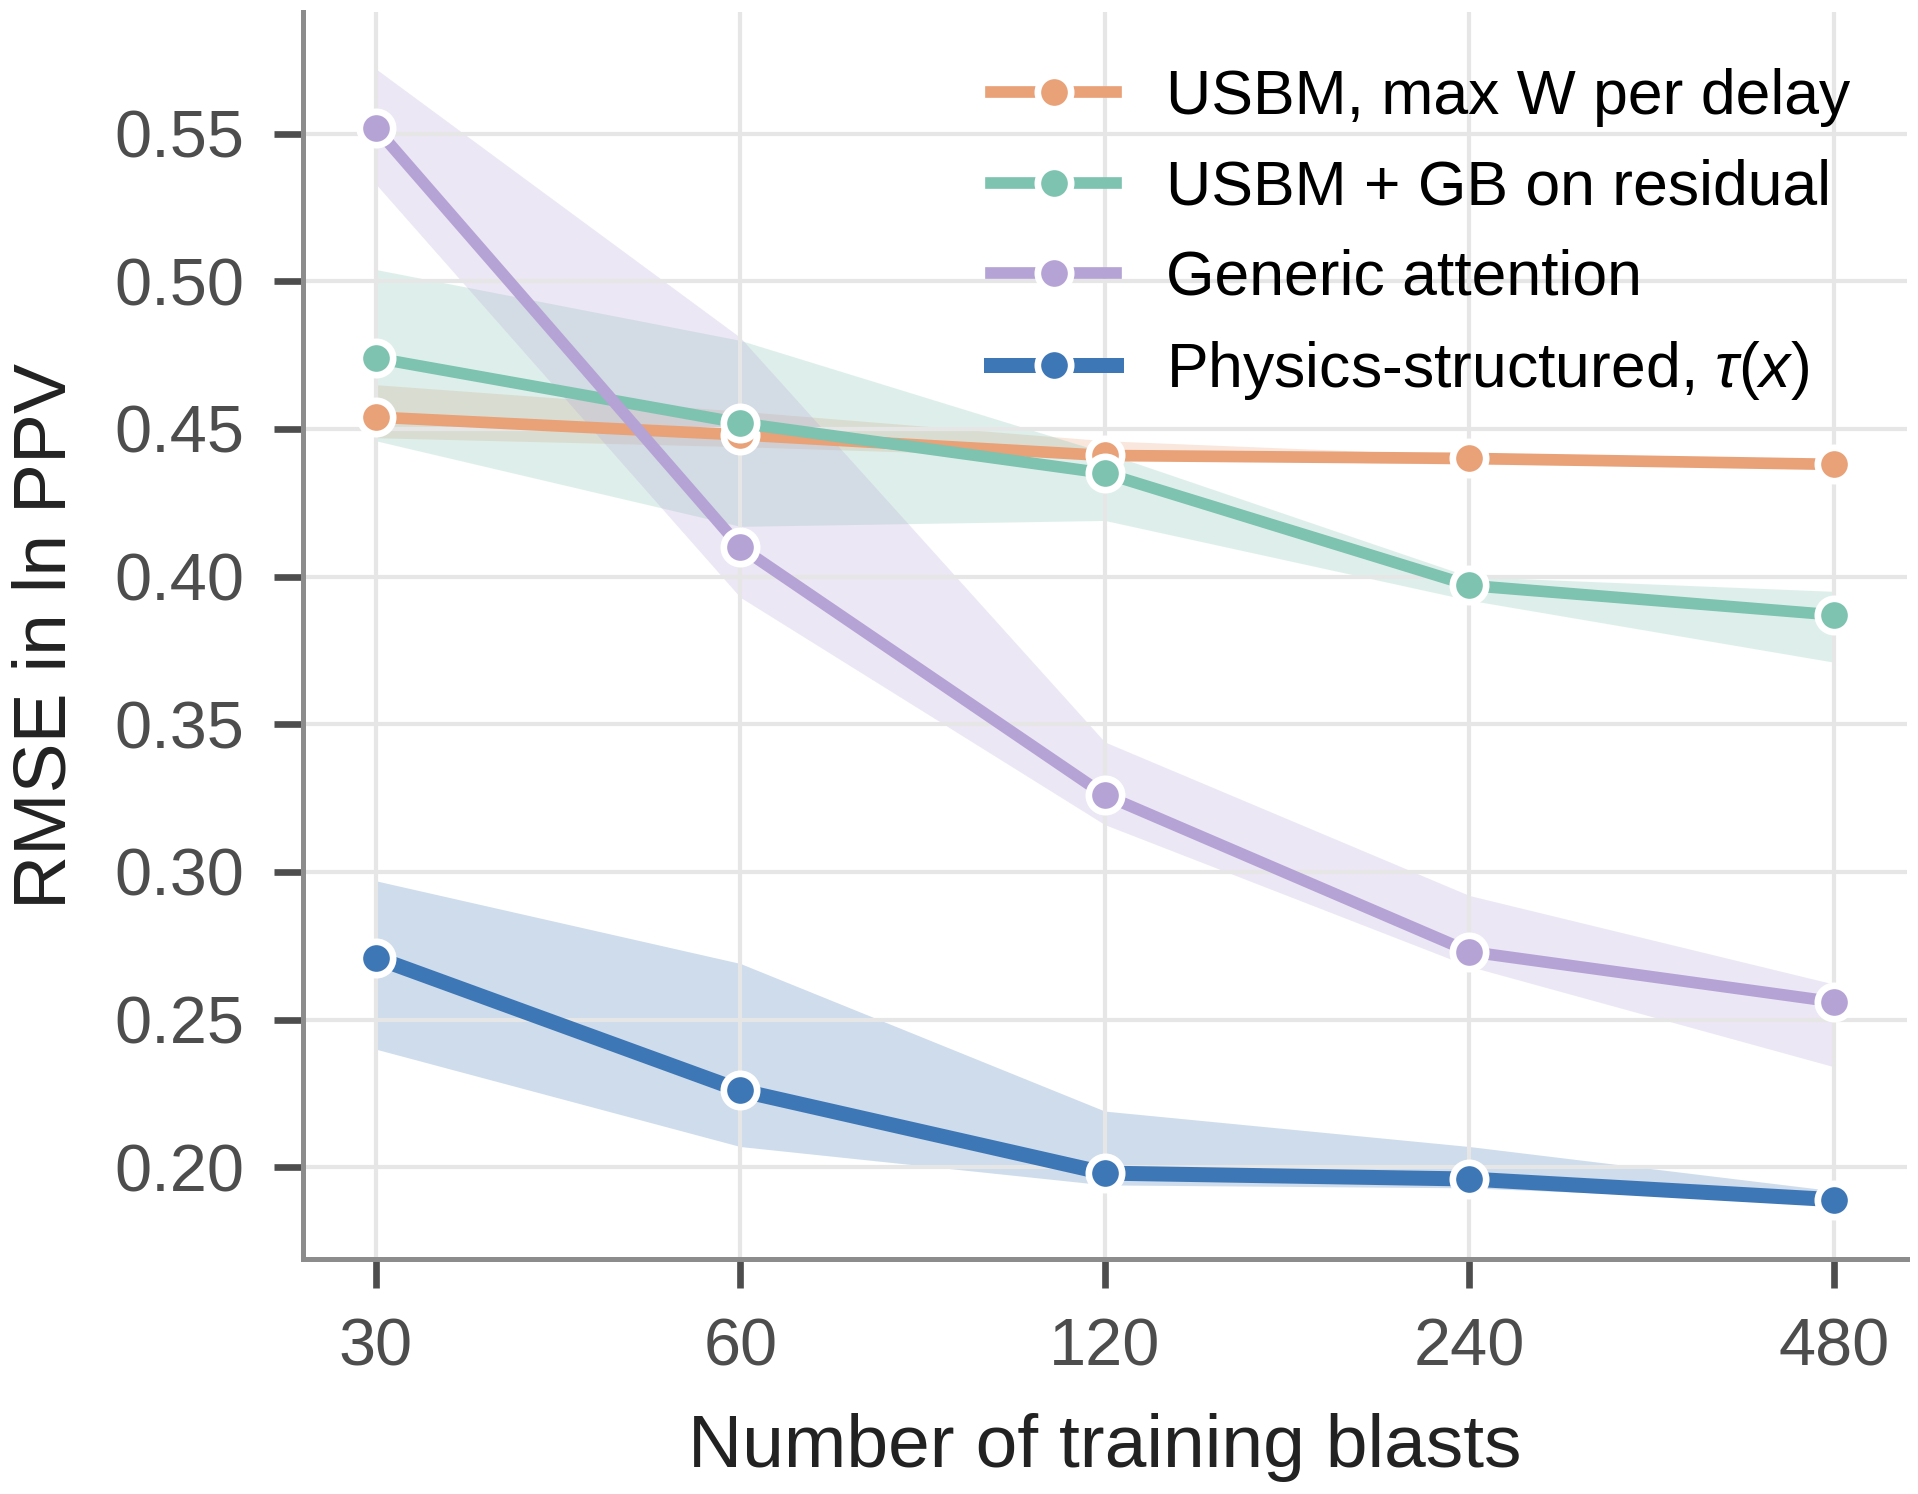 USBM, max W per delay
USBM + GB on residual
Generic attention
Physics-structured, τ(x)
RMSE in ln PPV
0.55
0.50
0.45
0.40
0.35
0.30
0.25
0.20
30 60 120 240 480
Number of training blasts